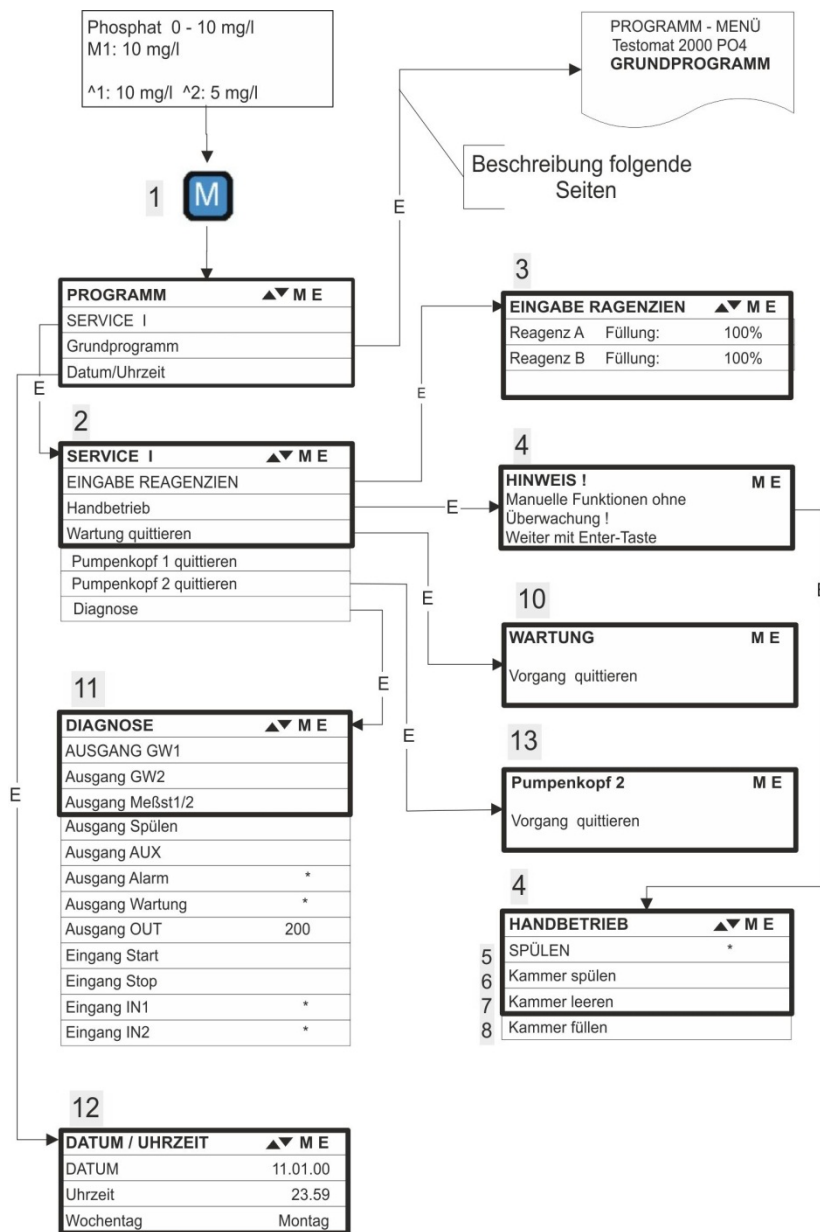 Phosphat 0 - 10 mg/l
M1: 10 mg/l
^1: 10 mg/l ^2: 5 mg/l
PROGRAMM - MENÜ
Testomat 2000 PO4
GRUNDPROGRAMM
Beschreibung folgende
Seiten
1
M
E
PROGRAMM ▲▼ M E
SERVICE I
Grundprogramm
Datum/Uhrzeit
E
3
EINGABE RAGENZIEN ▲▼ M E
Reagenz A Füllung: 100%
Reagenz B Füllung: 100%
E
2
SERVICE I ▲▼ M E
EINGABE REAGENZIEN
Handbetrieb
Wartung quittieren
Pumpenkopf 1 quittieren
Pumpenkopf 2 quittieren
Diagnose
E
4
HINWEIS ! M E
Manuelle Funktionen ohne
Überwachung !
Weiter mit Enter-Taste
E
10
WARTUNG M E
Vorgang quittieren
E
11
DIAGNOSE ▲▼ M E
AUSGANG GW1
Ausgang GW2
Ausgang Meßst1/2
Ausgang Spülen
Ausgang AUX
Ausgang Alarm *
Ausgang Wartung *
Ausgang OUT 200
Eingang Start
Eingang Stop
Eingang IN1 *
Eingang IN2 *
E
E
13
Pumpenkopf 2 M E
Vorgang quittieren
4
HANDBETRIEB ▲▼ M E
5 SPÜLEN *
6 Kammer spülen
7 Kammer leeren
8 Kammer füllen
E
12
DATUM / UHRZEIT ▲▼ M E
DATUM 11.01.00
Uhrzeit 23.59
Wochentag Montag